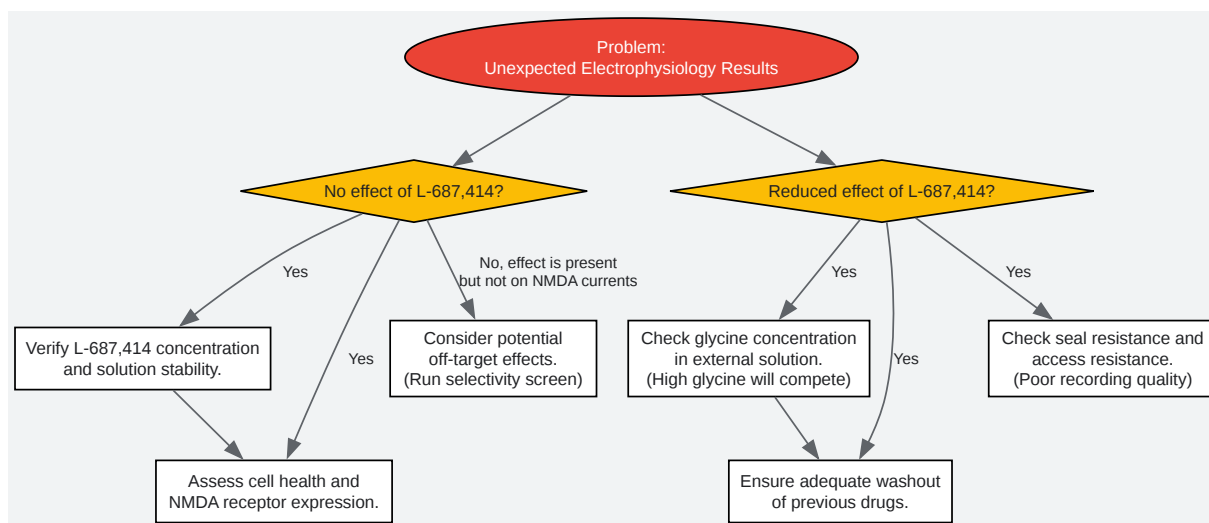 Problem:
Unexpected Electrophysiology Results
No effect of L-687,414?
Reduced effect of L-687,414?
Yes
No, effect is present
but not on NMDA currents
Yes
Yes
Verify L-687,414 concentration
and solution stability.
Yes
Consider potential
off-target effects.
(Run selectivity screen)
Check glycine concentration
in external solution.
(High glycine will compete)
Yes
Check seal resistance and
access resistance.
(Poor recording quality)
Assess cell health and
NMDA receptor expression.
Ensure adequate washout
of previous drugs.